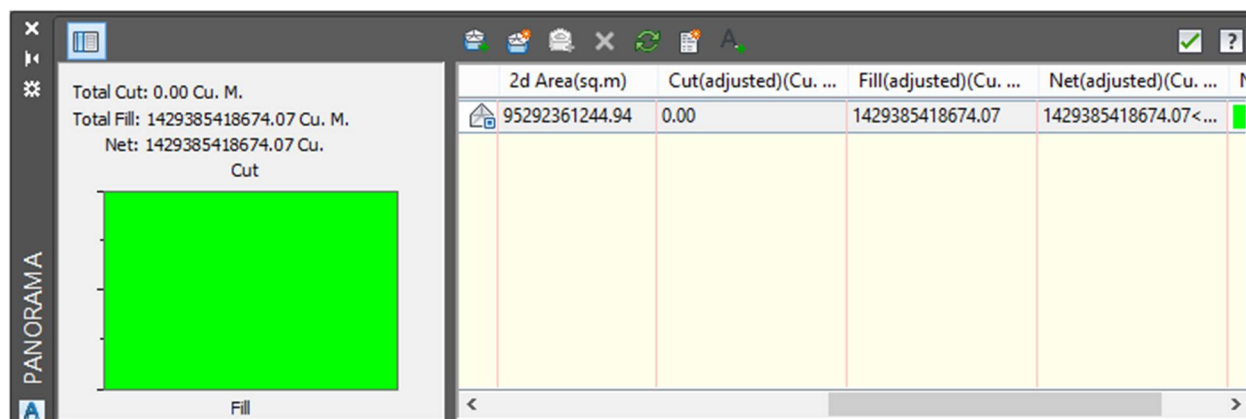 PANORAMA
Total Cut: 0.00 Cu. M.
Total Fill: 1429385418674.07 Cu. M.
Net: 1429385418674.07 Cu.
Cut
Fill
2d Area(sq.m) Cut(adjusted)(Cu. ... Fill(adjusted)(Cu. ... Net(adjusted)(Cu. ... N
95292361244.94 0.00 1429385418674.07 1429385418674.07<...